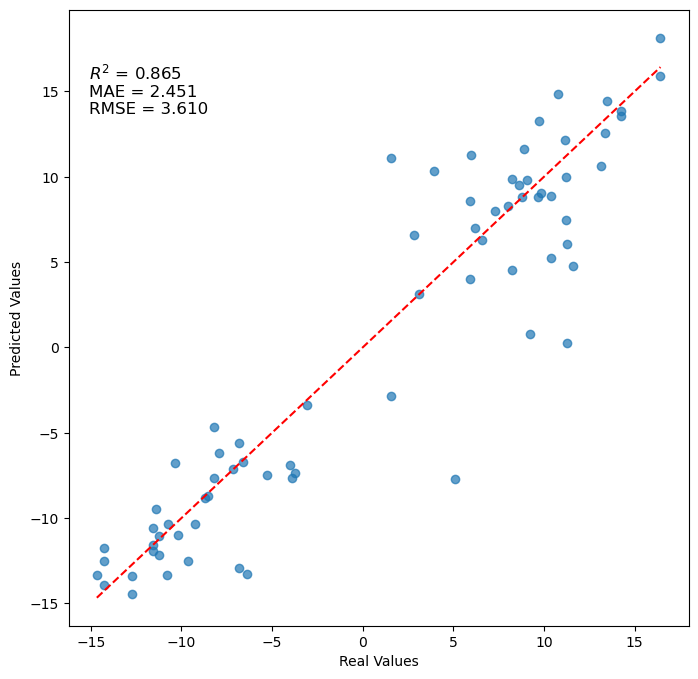 R² = 0.865
MAE = 2.451
RMSE = 3.610
15
10
5
0
−5
−10
−15
Predicted Values
−15 −10 −5 0 5 10 15
Real Values